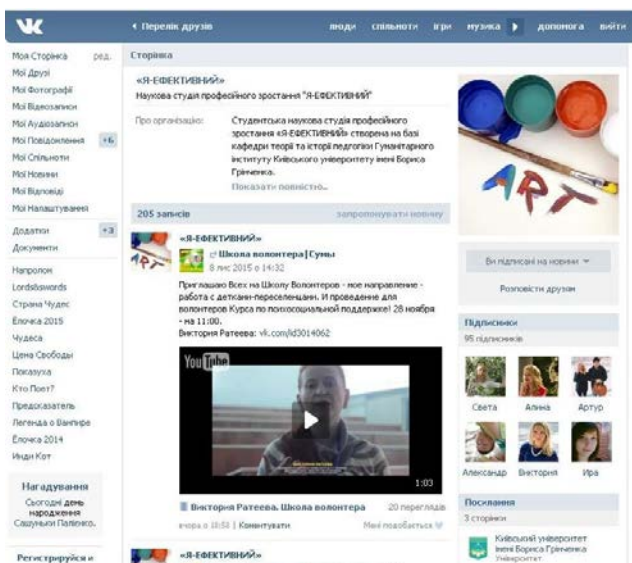 Перелік друзів
люди спільноти ігри музика допомога вийти
Моя Сторінка ред.
Мої Друзі
Мої Фотографії
Мої Відеозаписи
Мої Аудіозаписи
Мої Повідомлення +6
Мої Спільноти
Мої Новини
Мої Відповіді
Мої Налаштування
Додатки +3
Документи
Напролом
Lords&swords
Страна Чудес
Ёлочка 2015
Чудеса
Цена Свободы
Показуха
Кто Поет?
Предсказатель
Легенда о Вампире
Ёлочка 2014
Инди Кот
Нагадування
Сьогодні день
народження
Сашуньки Палієнко.
Регистрируйся и
Сторінка
«Я-ЕФЕКТИВНИЙ»
Наукова студія професійного зростання "Я-ЕФЕКТИВНИЙ"
Про організацію: Студентська наукова студія професійного
зростання «Я-ЕФЕКТИВНИЙ» створена на базі
кафедри теорії та історії педгогіки Гуманітарного
інституту Київського університету імені Бориса
Грінченка.
Показати повністю..
205 записів запропонувати новину
«Я-ЕФЕКТИВНИЙ»
Школа волонтера|Сумы
8 лис 2015 о 14:32
Приглашаю Всех на Школу Волонтеров - мое направление -
работа с детками-переселенцами. И проведение для
волонтеров Курса по психосоциальной поддержке! 28 ноября
- на 11:00.
Виктория Ратеева: vk.com/id3014062
YouTube
1:03
Виктория Ратеева. Школа волонтера 20 переглядів
вчора о 18:58 | Коментувати Мені подобається
«Я-ЕФЕКТИВНИЙ»
ART
Ви підписані на новини
Розповісти друзям
Підписники
95 підписників
Света Алина Артур
Александр Виктория Ира
Посилання
3 сторінки
Київський університет
імені Бориса Грінченка
Університет